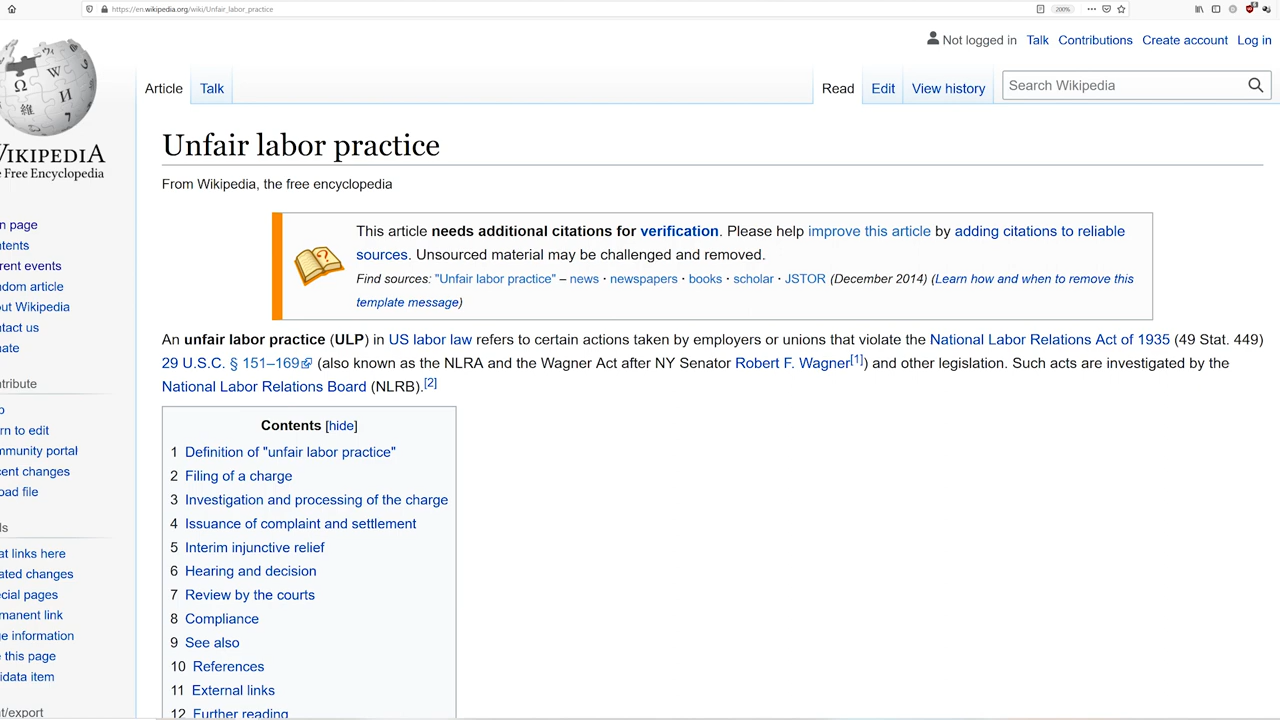 https://en.wikipedia.org/wiki/Unfair_labor_practice
200%
Not logged in Talk Contributions Create account Log in
Article Talk Read Edit View history Search Wikipedia
WIKIPEDIA
Free Encyclopedia
Unfair labor practice
From Wikipedia, the free encyclopedia
This article needs additional citations for verification. Please help improve this article by adding citations to reliable
sources. Unsourced material may be challenged and removed.
Find sources: "Unfair labor practice" – news · newspapers · books · scholar · JSTOR (December 2014) (Learn how and when to remove this
template message)
An unfair labor practice (ULP) in US labor law refers to certain actions taken by employers or unions that violate the National Labor Relations Act of 1935 (49 Stat. 449)
29 U.S.C. § 151–169 (also known as the NLRA and the Wagner Act after NY Senator Robert F. Wagner[1]) and other legislation. Such acts are investigated by the
National Labor Relations Board (NLRB).[2]
Contents [hide]
1 Definition of "unfair labor practice"
2 Filing of a charge
3 Investigation and processing of the charge
4 Issuance of complaint and settlement
5 Interim injunctive relief
6 Hearing and decision
7 Review by the courts
8 Compliance
9 See also
10 References
11 External links
12 Further reading
n page
tents
rent events
ndom article
out Wikipedia
ntact us
nate
tribute
p
rn to edit
mmunity portal
cent changes
oad file
ls
at links here
ated changes
ecial pages
manent link
ge information
e this page
idata item
nt/export